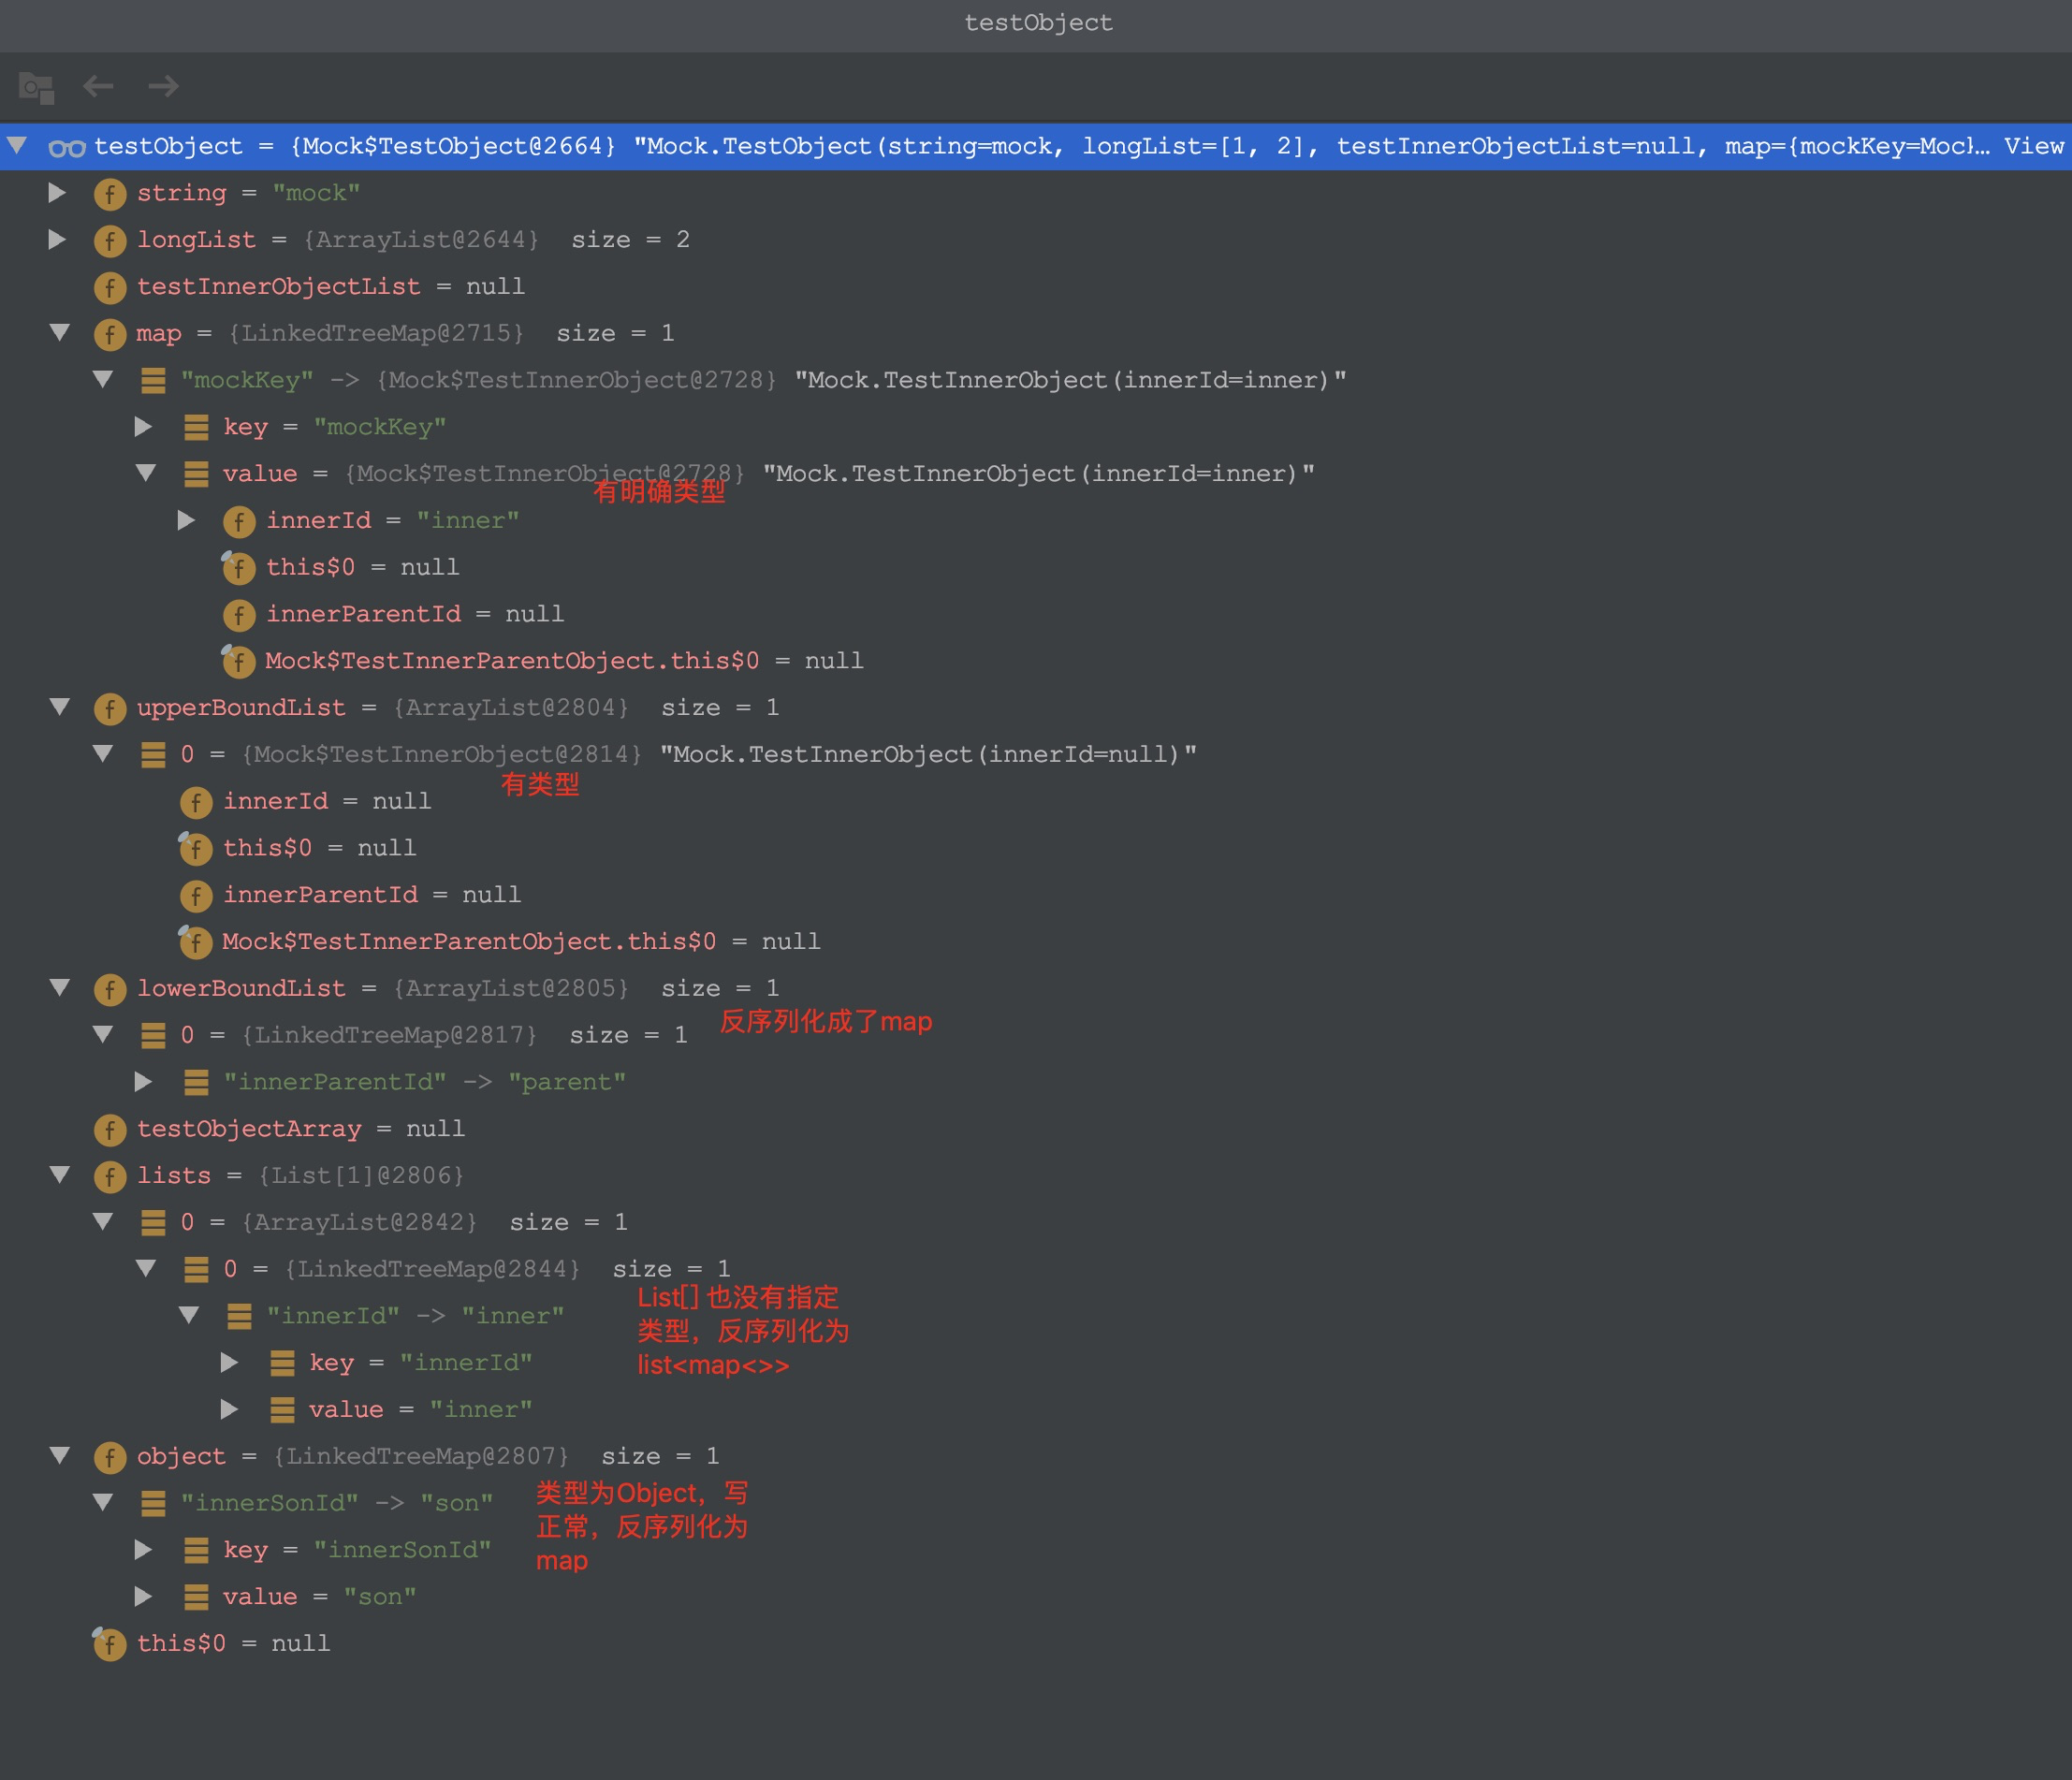 testObject
testObject = {Mock$TestObject@2664} "Mock.TestObject(string=mock, longList=[1, 2], testInnerObjectList=null, map={mockKey=Moc}... View
string = "mock"
longList = {ArrayList@2644} size = 2
testInnerObjectList = null
map = {LinkedTreeMap@2715} size = 1
"mockKey" -> {Mock$TestInnerObject@2728} "Mock.TestInnerObject(innerId=inner)"
key = "mockKey"
value = {Mock$TestInnerObject@2728} "Mock.TestInnerObject(innerId=inner)"
有明确类型
innerId = "inner"
this$0 = null
innerParentId = null
Mock$TestInnerParentObject.this$0 = null
upperBoundList = {ArrayList@2804} size = 1
0 = {Mock$TestInnerObject@2814} "Mock.TestInnerObject(innerId=null)"
有类型
innerId = null
this$0 = null
innerParentId = null
Mock$TestInnerParentObject.this$0 = null
lowerBoundList = {ArrayList@2805} size = 1
反序列化成了map
0 = {LinkedTreeMap@2817} size = 1
"innerParentId" -> "parent"
testObjectArray = null
lists = {List[1]@2806}
0 = {ArrayList@2842} size = 1
0 = {LinkedTreeMap@2844} size = 1
List[] 也没有指定
"innerId" -> "inner"
类型，反序列化为
key = "innerId"
list<map<>>
value = "inner"
object = {LinkedTreeMap@2807} size = 1
类型为Object，写
"innerSonId" -> "son"
正常，反序列化为
key = "innerSonId"
map
value = "son"
this$0 = null